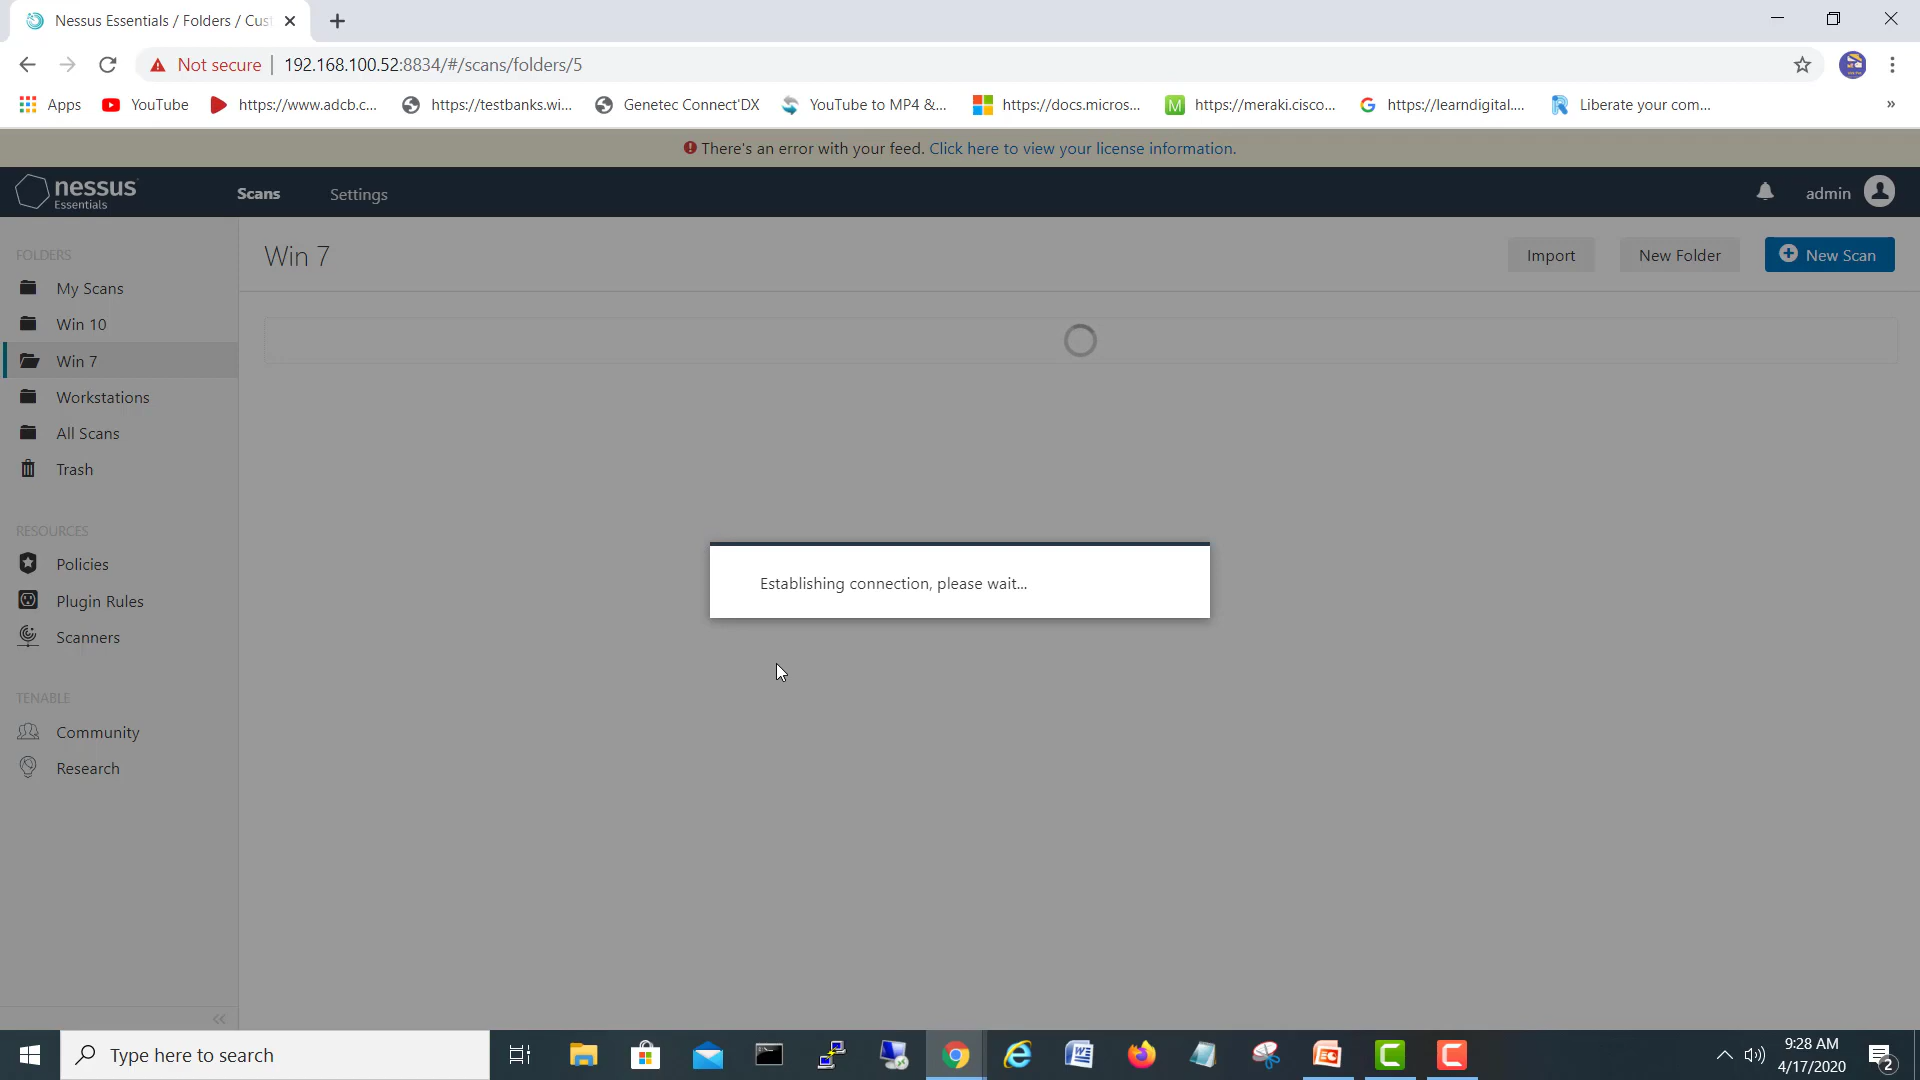 Nessus Essentials / Folders / Cus
Not secure
192.168.100.52:8834/#/scans/folders/5
Apps
YouTube
https://www.adcb.c...
https://testbanks.wi...
Genetec Connect'DX
YouTube to MP4 &...
https://docs.micros...
https://meraki.cisco...
https://learndigital....
Liberate your com...
»
There's an error with your feed. Click here to view your license information.
nessus
Essentials
Scans
Settings
admin
FOLDERS
My Scans
Win 10
Win 7
Workstations
All Scans
Trash
RESOURCES
Policies
Plugin Rules
Scanners
TENABLE
Community
Research
Win 7
Import
New Folder
New Scan
Establishing connection, please wait...
Type here to search
9:28 AM
4/17/2020
2